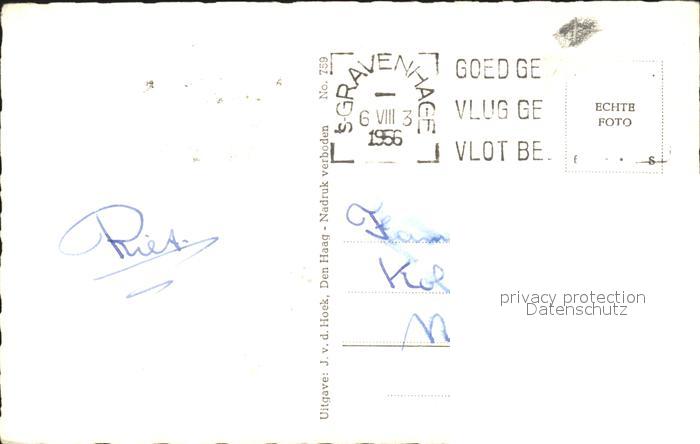 's-GRAVENHAGE
6 VIII 3
1956
GOED GE
VLUG GE
VLOT BE
ECHTE
FOTO
Riet.
Uitgave: J. v. d. Hoek, Den Haag - Nadruk verboden No. 759
privacy protection
Datenschutz